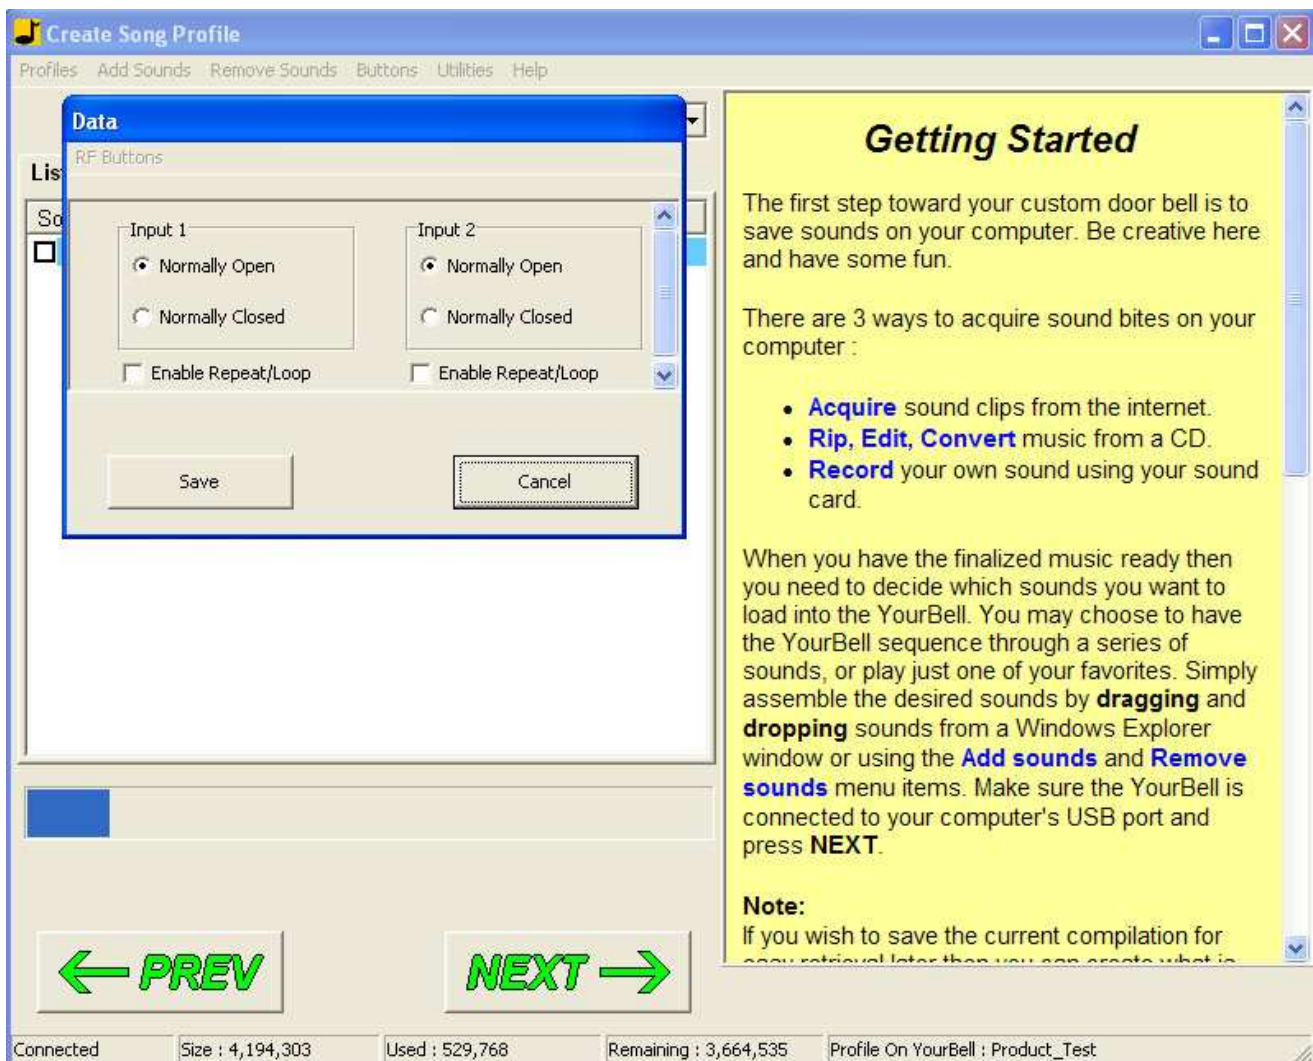 Create Song Profile
Profiles Add Sounds Remove Sounds Buttons Utilities Help
Data
RF Buttons
Input 1
Normally Open
Normally Closed
Enable Repeat/Loop
Input 2
Normally Open
Normally Closed
Enable Repeat/Loop
Save
Cancel
PREV
NEXT
Getting Started
The first step toward your custom door bell is to
save sounds on your computer. Be creative here
and have some fun.
There are 3 ways to acquire sound bites on your
computer :
• Acquire sound clips from the internet.
• Rip, Edit, Convert music from a CD.
• Record your own sound using your sound
card.
When you have the finalized music ready then
you need to decide which sounds you want to
load into the YourBell. You may choose to have
the YourBell sequence through a series of
sounds, or play just one of your favorites. Simply
assemble the desired sounds by dragging and
dropping sounds from a Windows Explorer
window or using the Add sounds and Remove
sounds menu items. Make sure the YourBell is
connected to your computer's USB port and
press NEXT.
Note:
If you wish to save the current compilation for
Connected
Size : 4,194,303
Used : 529,768
Remaining : 3,664,535
Profile On YourBell : Product_Test